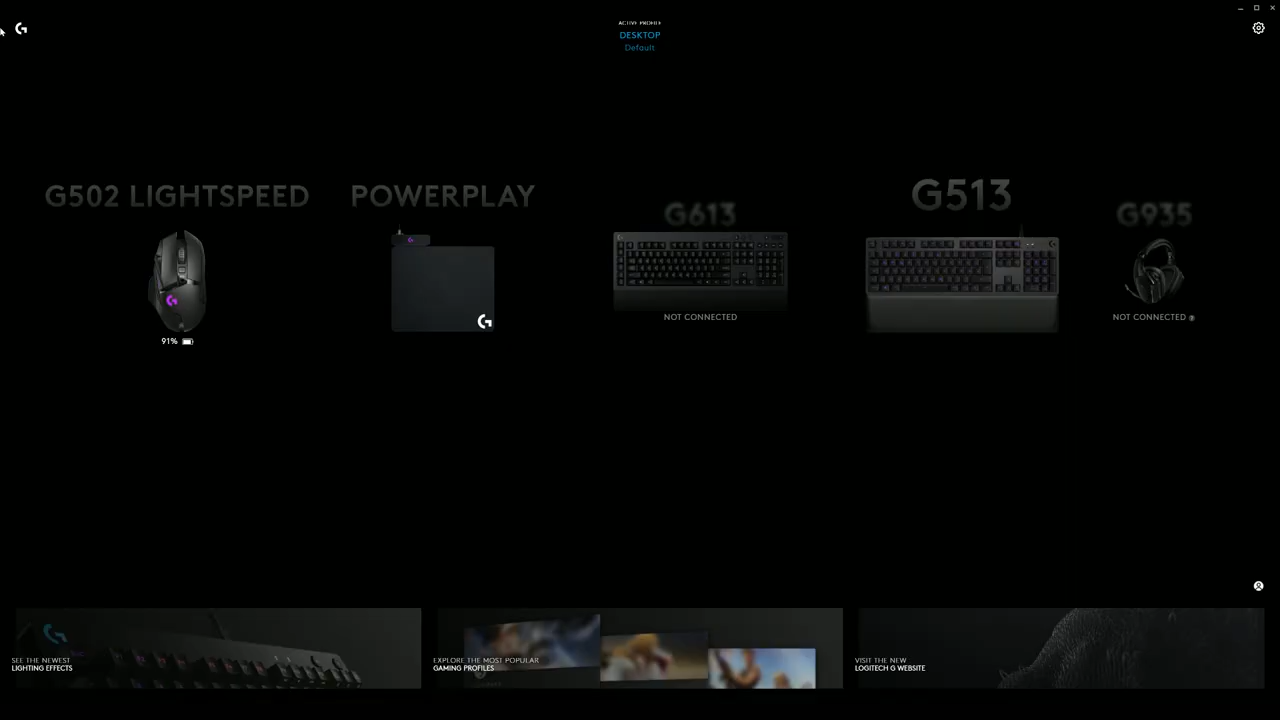 ACTIVE PROFILE
DESKTOP
Default
G502 LIGHTSPEED
POWERPLAY
G613
G513
G935
NOT CONNECTED
NOT CONNECTED
91%
SEE THE NEWEST
LIGHTING EFFECTS
EXPLORE THE MOST POPULAR
GAMING PROFILES
VISIT THE NEW
LOGITECH G WEBSITE